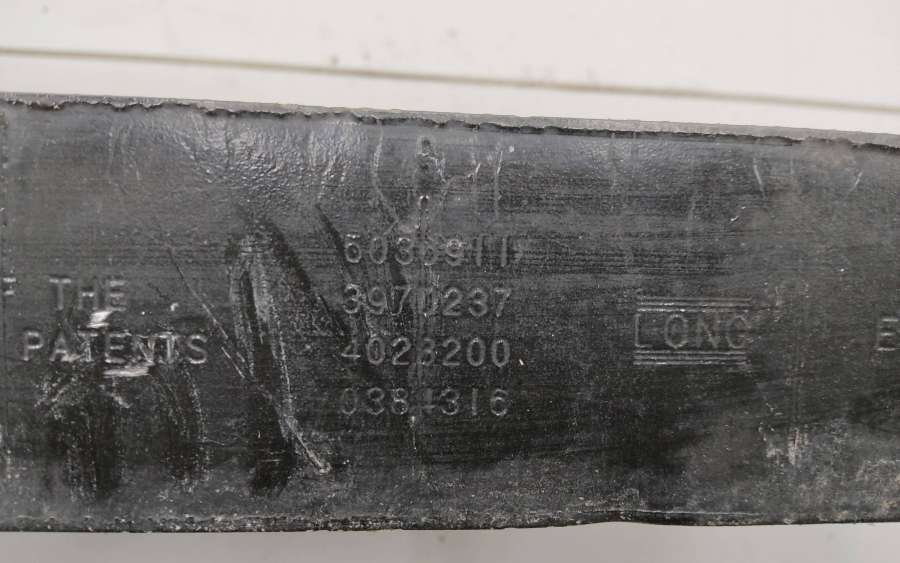 F THE
PATENTS
3970237
4023200
0384316
LONG
E